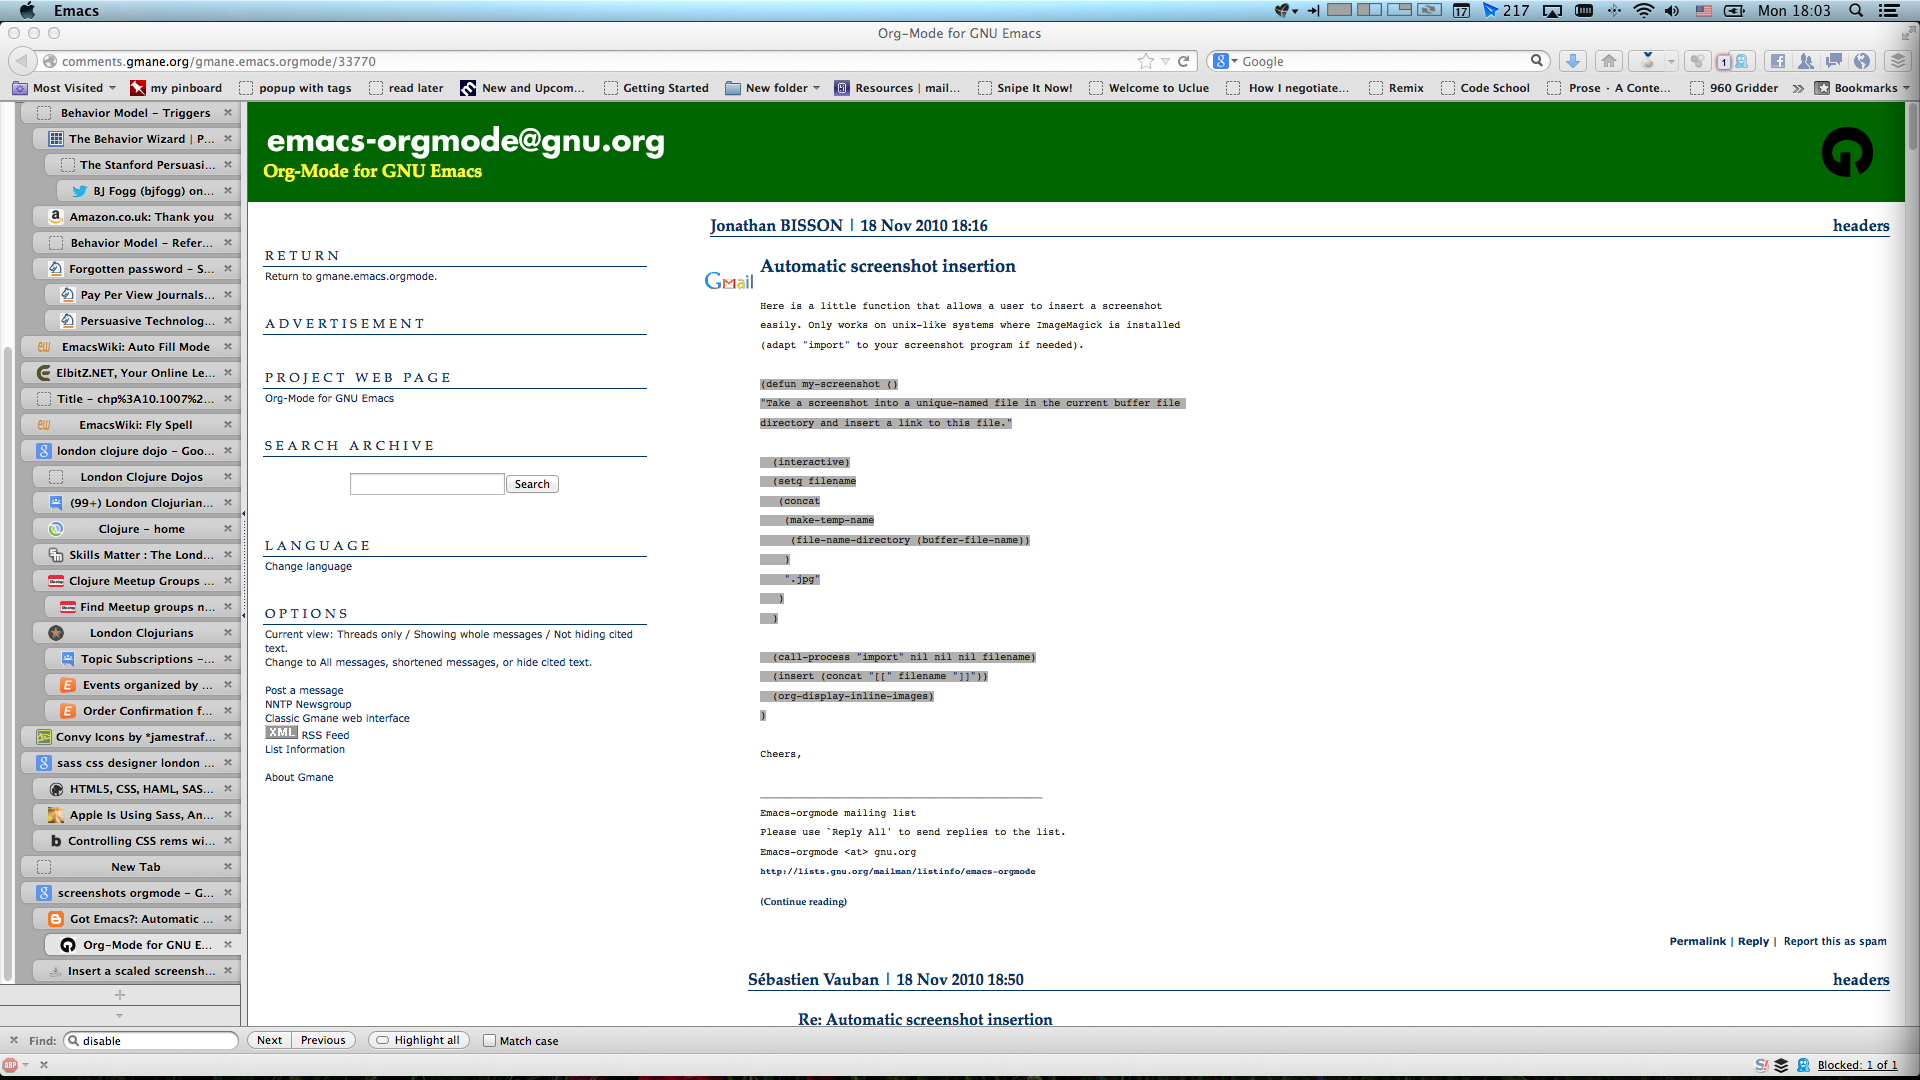 Emacs
217
Mon 18:03
Org-Mode for GNU Emacs
comments.gmane.org/gmane.emacs.orgmode/33770
Google
Most Visited
my pinboard
popup with tags
read later
New and Upcom...
Getting Started
New folder
Resources | mail...
Snipe It Now!
Welcome to Uclue
How I negotiate...
Remix
Code School
Prose · A Conte...
960 Gridder
Bookmarks
Behavior Model - Triggers
The Behavior Wizard | P...
The Stanford Persuasi...
BJ Fogg (bjfogg) on...
Amazon.co.uk: Thank you
Behavior Model - Refer...
Forgotten password - S...
Pay Per View Journals...
Persuasive Technolog...
EmacsWiki: Auto Fill Mode
ElbitZ.NET, Your Online Le...
Title - chp%3A10.1007%2...
EmacsWiki: Fly Spell
london clojure dojo - Goo...
London Clojure Dojos
(99+) London Clojurian...
Clojure - home
Skills Matter : The Lond...
Clojure Meetup Groups ...
Find Meetup groups n...
London Clojurians
Topic Subscriptions -...
Events organized by ...
Order Confirmation f...
Convy Icons by *jamestraf...
sass css designer london ...
HTML5, CSS, HAML, SAS...
Apple Is Using Sass, An...
Controlling CSS rems wi...
New Tab
screenshots orgmode - G...
Got Emacs?: Automatic ...
Org-Mode for GNU E...
Insert a scaled screensh...
emacs-orgmode@gnu.org
Org-Mode for GNU Emacs
RETURN
Return to gmane.emacs.orgmode.
ADVERTISEMENT
PROJECT WEB PAGE
Org-Mode for GNU Emacs
SEARCH ARCHIVE
Search
LANGUAGE
Change language
OPTIONS
Current view: Threads only / Showing whole messages / Not hiding cited
text.
Change to All messages, shortened messages, or hide cited text.
Post a message
NNTP Newsgroup
Classic Gmane web interface
XML RSS Feed
List Information
About Gmane
Jonathan BISSON | 18 Nov 2010 18:16
headers
Gmail
Automatic screenshot insertion
Here is a little function that allows a user to insert a screenshot
easily. Only works on unix-like systems where ImageMagick is installed
(adapt "import" to your screenshot program if needed).
(defun my-screenshot ()
"Take a screenshot into a unique-named file in the current buffer file
directory and insert a link to this file."
(interactive)
(setq filename
(concat
(make-temp-name
(file-name-directory (buffer-file-name))
)
".jpg"
)
)
(call-process "import" nil nil nil filename)
(insert (concat "[[" filename "]]"))
(org-display-inline-images)
)
Cheers,
_______________________________________________
Emacs-orgmode mailing list
Please use `Reply All' to send replies to the list.
Emacs-orgmode <at> gnu.org
http://lists.gnu.org/mailman/listinfo/emacs-orgmode
(Continue reading)
Permalink | Reply | Report this as spam
Sébastien Vauban | 18 Nov 2010 18:50
headers
Re: Automatic screenshot insertion
Find:
disable
Next
Previous
Highlight all
Match case
ABP
Blocked: 1 of 1